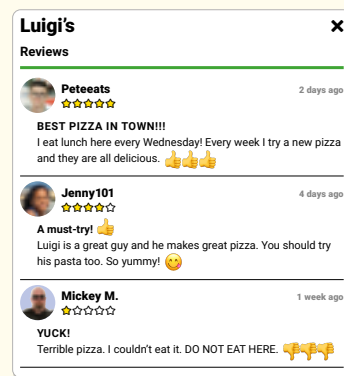 Luigi’s
Reviews
Peteeats
2 days ago
BEST PIZZA IN TOWN!!!
I eat lunch here every Wednesday! Every week I try a new pizza
and they are all delicious. 👍👍👍
Jenny101
4 days ago
A must-try! 👍
Luigi is a great guy and he makes great pizza. You should try
his pasta too. So yummy! 😋
Mickey M.
1 week ago
YUCK!
Terrible pizza. I couldn’t eat it. DO NOT EAT HERE. 👎👎👎